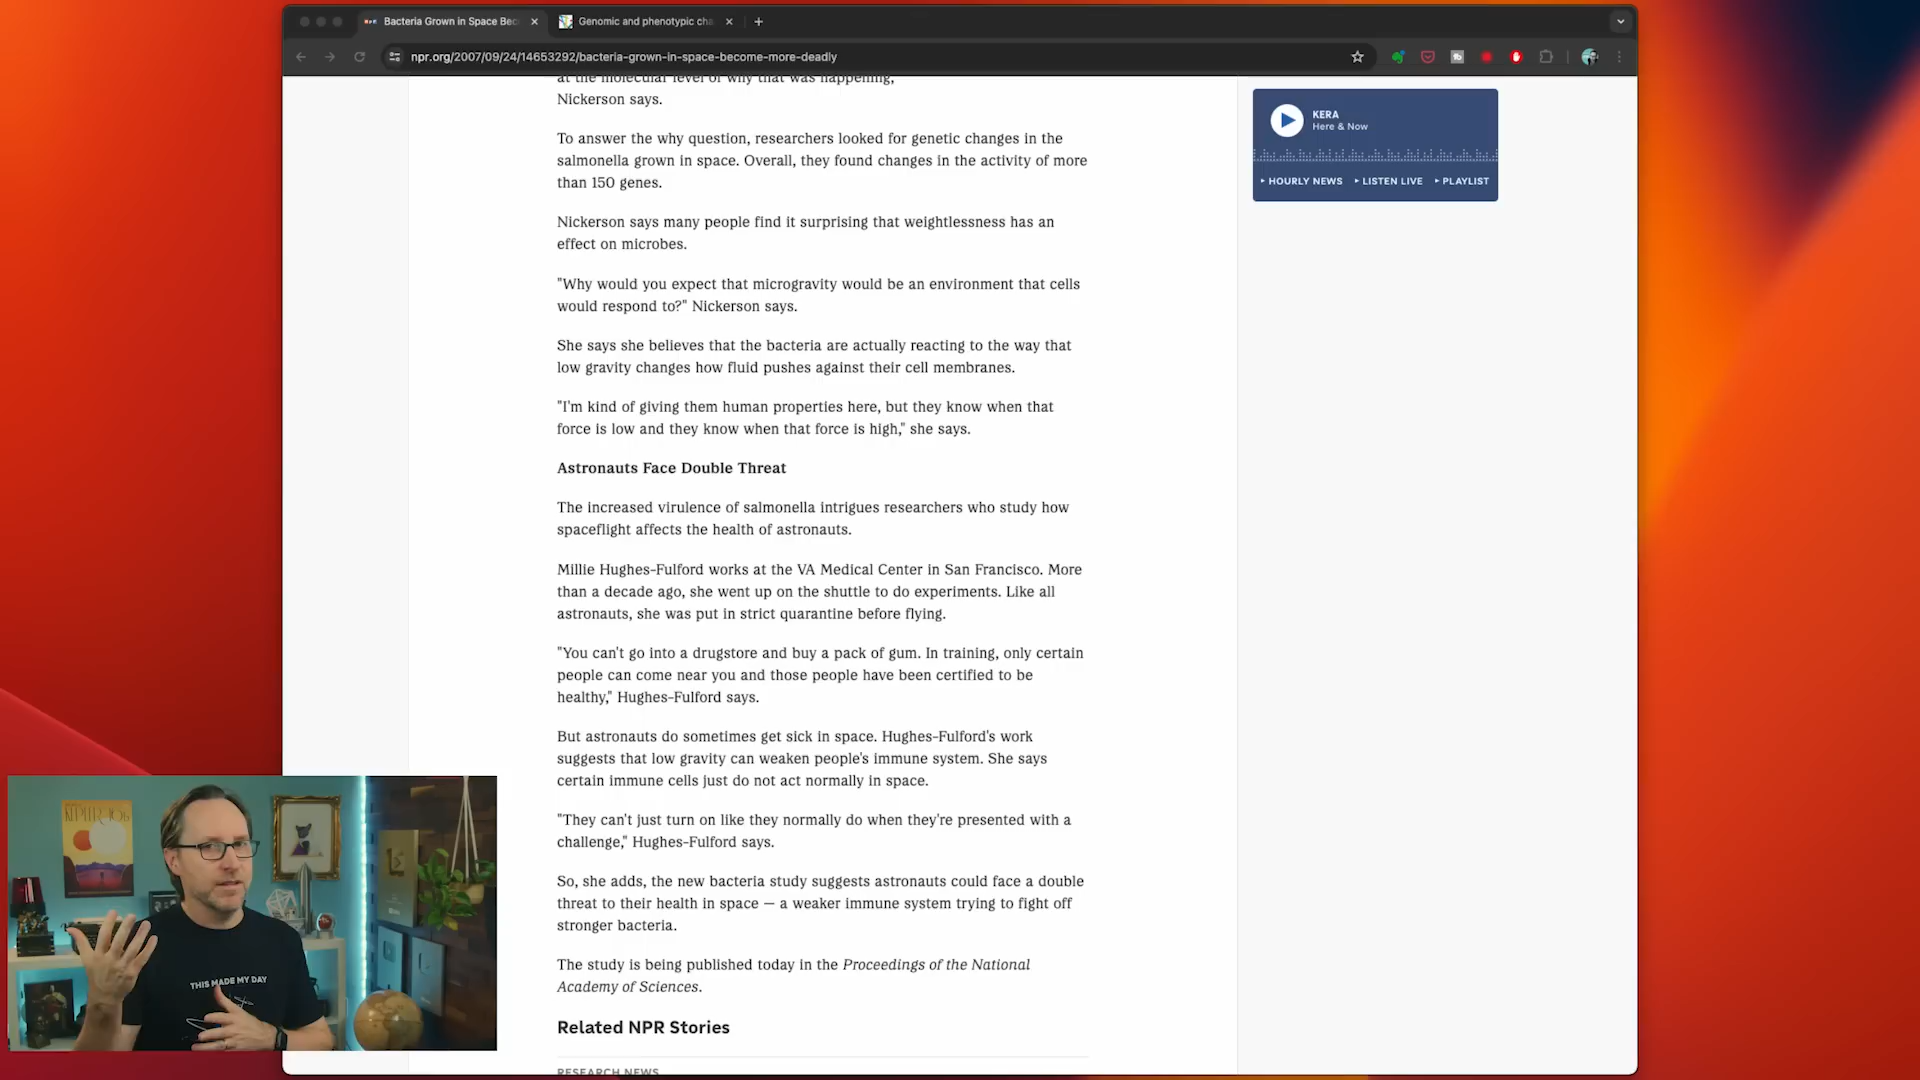 Bacteria Grown in Space Bec
Genomic and phenotypic cha
npr.org/2007/09/24/14653292/bacteria-grown-in-space-become-more-deadly
at the molecular level of why that was happening,
Nickerson says.
To answer the why question, researchers looked for genetic changes in the
salmonella grown in space. Overall, they found changes in the activity of more
than 150 genes.
Nickerson says many people find it surprising that weightlessness has an
effect on microbes.
"Why would you expect that microgravity would be an environment that cells
would respond to?" Nickerson says.
She says she believes that the bacteria are actually reacting to the way that
low gravity changes how fluid pushes against their cell membranes.
"I'm kind of giving them human properties here, but they know when that
force is low and they know when that force is high," she says.
Astronauts Face Double Threat
The increased virulence of salmonella intrigues researchers who study how
spaceflight affects the health of astronauts.
Millie Hughes-Fulford works at the VA Medical Center in San Francisco. More
than a decade ago, she went up on the shuttle to do experiments. Like all
astronauts, she was put in strict quarantine before flying.
"You can't go into a drugstore and buy a pack of gum. In training, only certain
people can come near you and those people have been certified to be
healthy," Hughes-Fulford says.
But astronauts do sometimes get sick in space. Hughes-Fulford's work
suggests that low gravity can weaken people's immune system. She says
certain immune cells just do not act normally in space.
"They can't just turn on like they normally do when they're presented with a
challenge," Hughes-Fulford says.
So, she adds, the new bacteria study suggests astronauts could face a double
threat to their health in space — a weaker immune system trying to fight off
stronger bacteria.
The study is being published today in the Proceedings of the National
Academy of Sciences.
Related NPR Stories
RESEARCH NEWS
KERA
Here & Now
HOURLY NEWS
LISTEN LIVE
PLAYLIST
KEPLER 16b
THIS MADE MY DAY